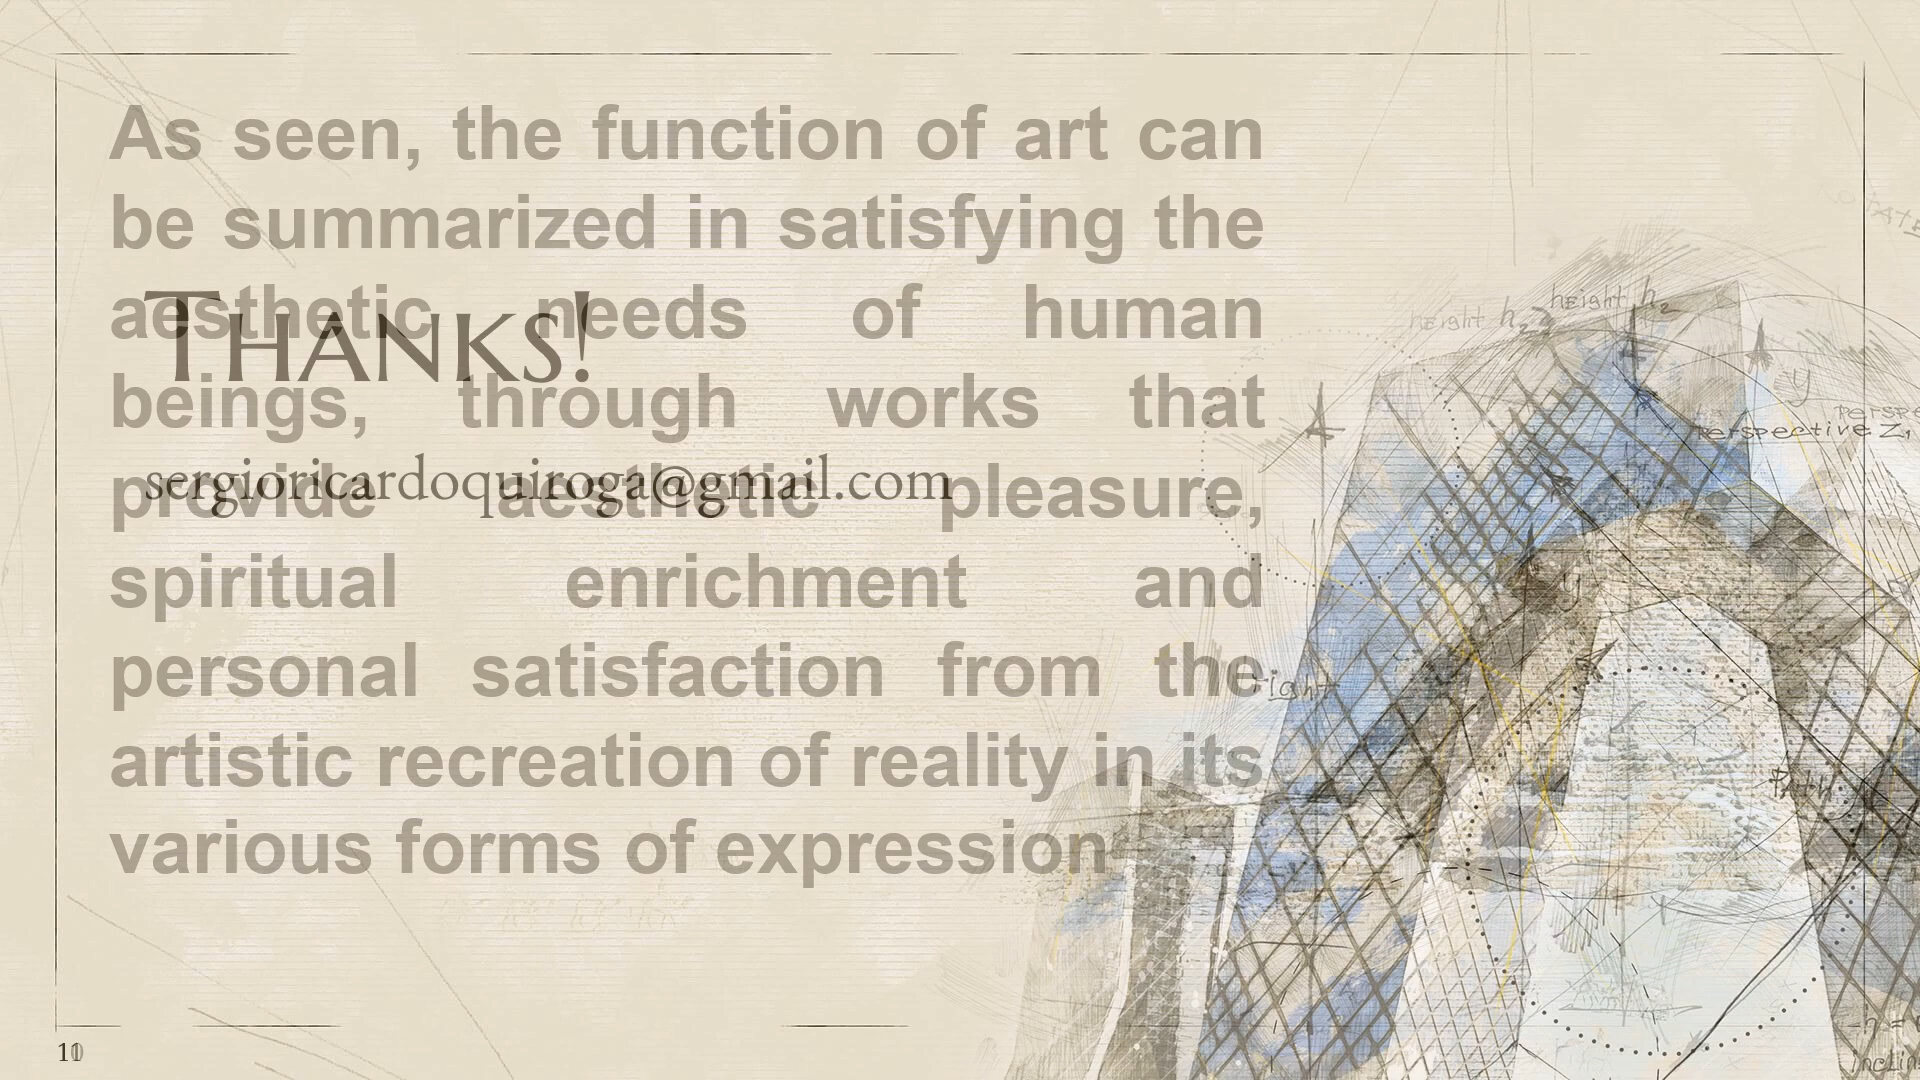 As seen, the function of art can
be summarized in satisfying the
aesthetic needs of human
beings, through works that
provide aesthetic pleasure,
spiritual enrichment and
personal satisfaction from the
artistic recreation of reality in its
various forms of expression
THANKS!
sergioricardoquiroga@gmail.com
height h2
height h2
y
perspective Z,
y
right